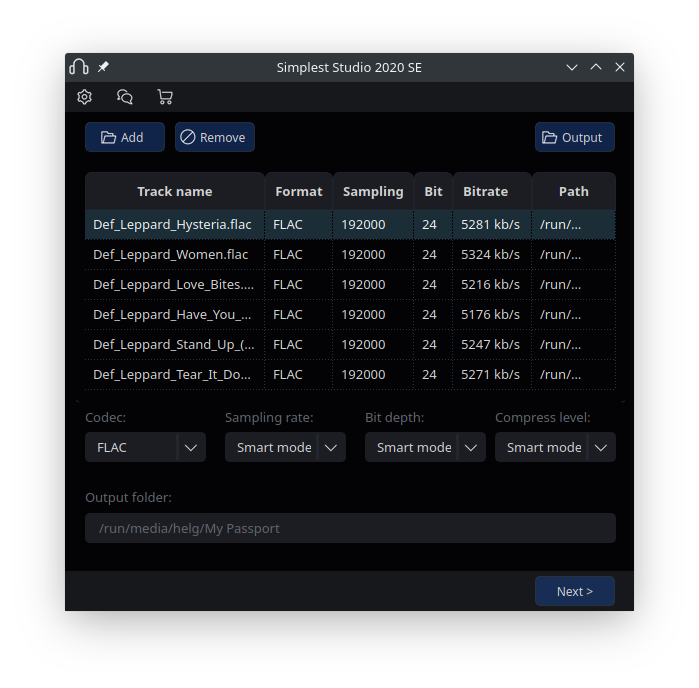 Simplest Studio 2020 SE
Add Remove Output
Track name Format Sampling Bit Bitrate Path
Def_Leppard_Hysteria.flac FLAC 192000 24 5281 kb/s /run/...
Def_Leppard_Women.flac FLAC 192000 24 5324 kb/s /run/...
Def_Leppard_Love_Bites.... FLAC 192000 24 5216 kb/s /run/...
Def_Leppard_Have_You_... FLAC 192000 24 5176 kb/s /run/...
Def_Leppard_Stand_Up_(... FLAC 192000 24 5247 kb/s /run/...
Def_Leppard_Tear_It_Do... FLAC 192000 24 5271 kb/s /run/...
Codec: Sampling rate: Bit depth: Compress level:
FLAC Smart mode Smart mode Smart mode
Output folder:
/run/media/helg/My Passport
Next >